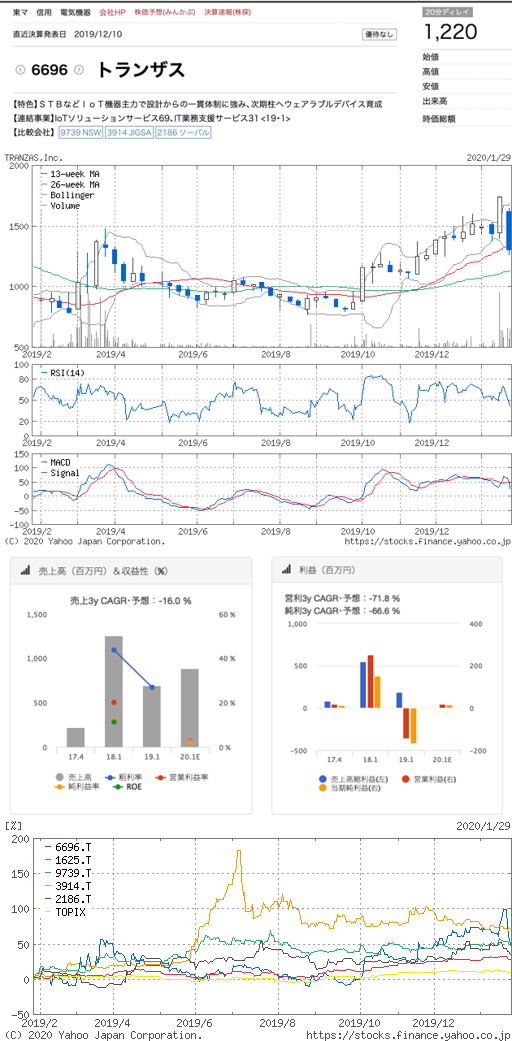 東マ 信用 電気機器 会社HP 株価予想(みんかぶ) 決算速報(株探)
20分ディレイ
直近決算発表日 2019/12/10
優待なし
1,220
6696 トランザス
始値
高値
安値
出来高
時価総額
【特色】STBなどIoT機器主力で設計からの一貫体制に強み、次期柱へウェアラブルデバイス育成
【連結事業】IoTソリューションサービス69、IT業務支援サービス31 <19・1>
【比較会社】 9739 NSW 3914 JIGSA 2186 ソーバル
TRANZAS,Inc. 2020/1/29
2000
13-week MA
26-week MA
Bollinger
Volume
1500
1000
500
2019/2 2019/4 2019/6 2019/8 2019/10 2019/12
100
RSI(14)
80
60
40
20
0
2019/2 2019/4 2019/6 2019/8 2019/10 2019/12
150
MACD
Signal
100
50
0
-50
-100
2019/2 2019/4 2019/6 2019/8 2019/10 2019/12
(C) 2020 Yahoo Japan Corporation. https://stocks.finance.yahoo.co.jp/
売上高（百万円）＆収益性（%）
売上3y CAGR・予想：-16.0 %
1,500 60 %
1,000 40 %
500 20 %
0 0 %
17.4 18.1 19.1 20.1E
売上高 粗利率 営業利益率
純利益率 ROE
利益（百万円）
営利3y CAGR・予想：-71.8 %
純利3y CAGR・予想：-66.6 %
1,000 400
500 200
0 0
-500 -200
17.4 18.1 19.1 20.1E
売上高総利益(左) 営業利益(右)
当期純利益(右)
[%] 2020/1/29
200
6696.T
1625.T
9739.T
3914.T
2186.T
TOPIX
150
100
50
0
-50
2019/2 2019/4 2019/6 2019/8 2019/10 2019/12
(C) 2020 Yahoo Japan Corporation. https://stocks.finance.yahoo.co.jp/